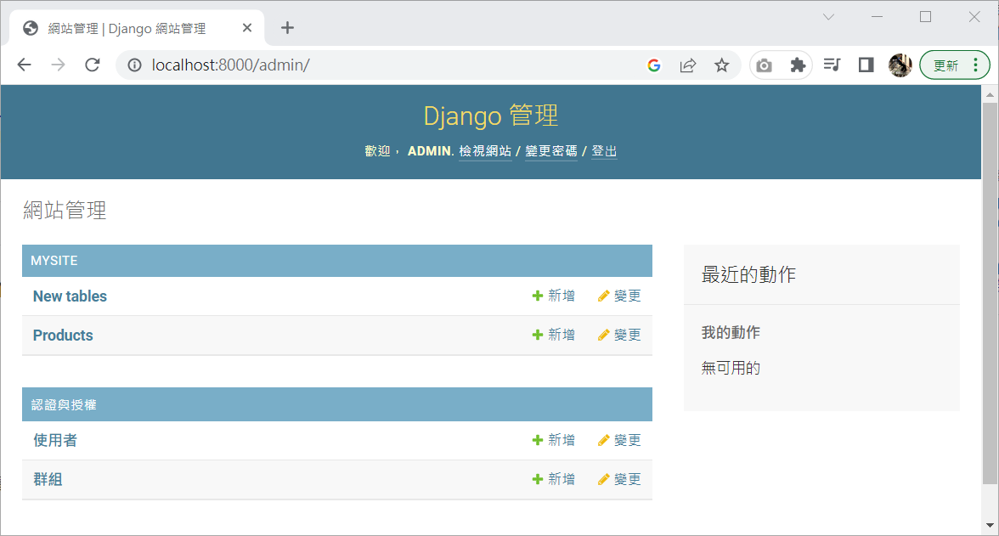 網站管理 | Django 網站管理
localhost:8000/admin/
更新
Django 管理
歡迎， ADMIN. 檢視網站 / 變更密碼 / 登出
網站管理
MYSITE
New tables 新增 變更
Products 新增 變更
認證與授權
使用者 新增 變更
群組 新增 變更
最近的動作
我的動作
無可用的